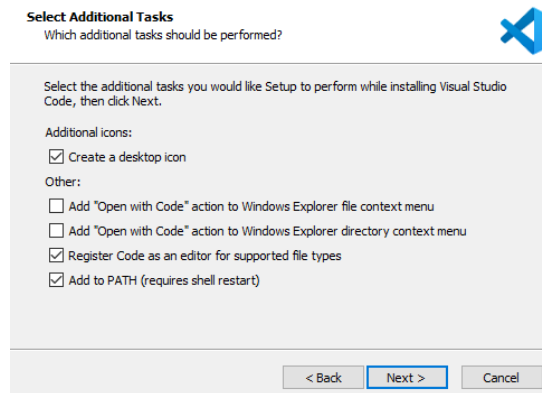 Select Additional Tasks
Which additional tasks should be performed?
Select the additional tasks you would like Setup to perform while installing Visual Studio
Code, then click Next.
Additional icons:
Create a desktop icon
Other:
Add "Open with Code" action to Windows Explorer file context menu
Add "Open with Code" action to Windows Explorer directory context menu
Register Code as an editor for supported file types
Add to PATH (requires shell restart)
< Back Next > Cancel